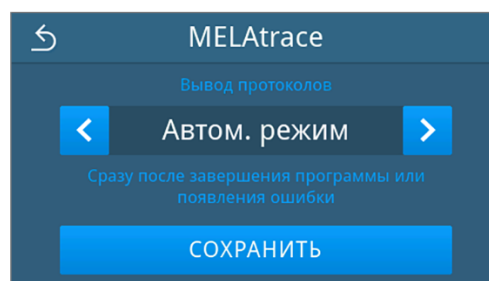 MELAtrace
Вывод протоколов
Автом. режим
Сразу после завершения программы или
появления ошибки
СОХРАНИТЬ